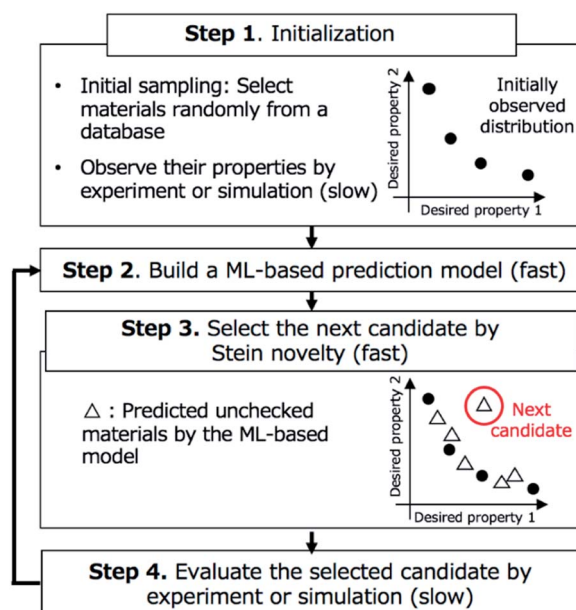 Step 1. Initialization
• Initial sampling: Select
materials randomly from a
database
• Observe their properties by
experiment or simulation (slow)
Desired property 2
Initially
observed
distribution
Desired property 1
Step 2. Build a ML-based prediction model (fast)
Step 3. Select the next candidate by
Stein novelty (fast)
△ : Predicted unchecked
materials by the ML-based
model
Desired property 2
Next
candidate
Desired property 1
Step 4. Evaluate the selected candidate by
experiment or simulation (slow)